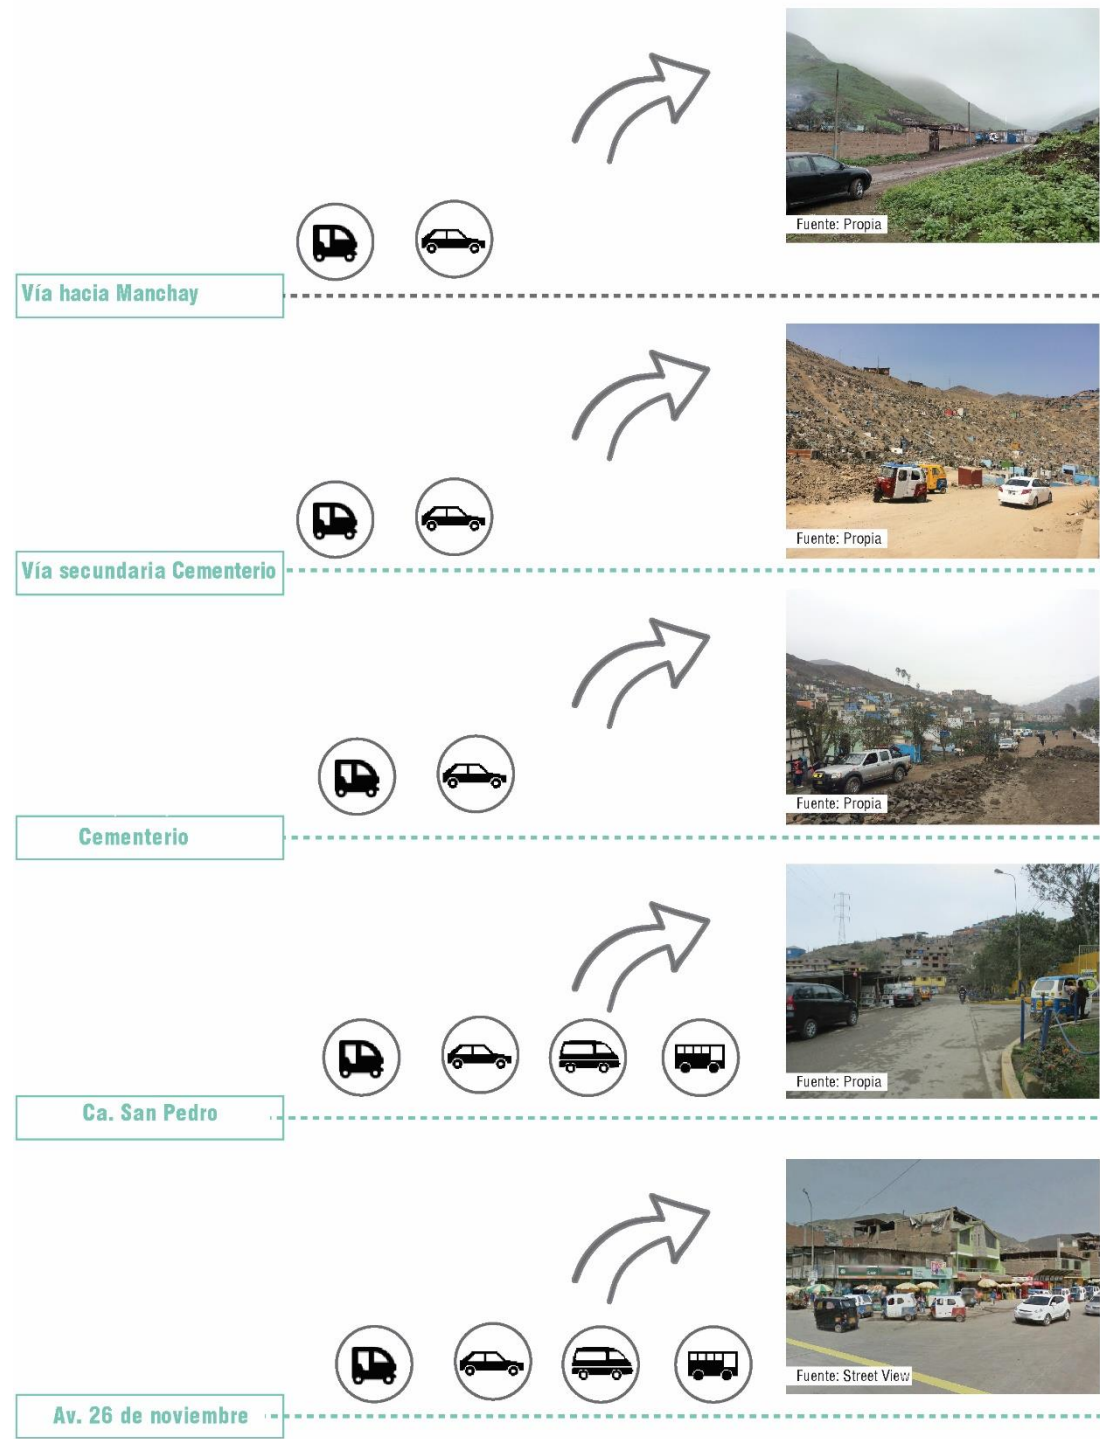 Fuente: Propia
Vía hacia Manchay
Fuente: Propia
Vía secundaria Cementerio
Fuente: Propia
Cementerio
Fuente: Propia
Ca. San Pedro
Fuente: Street View
Av. 26 de noviembre